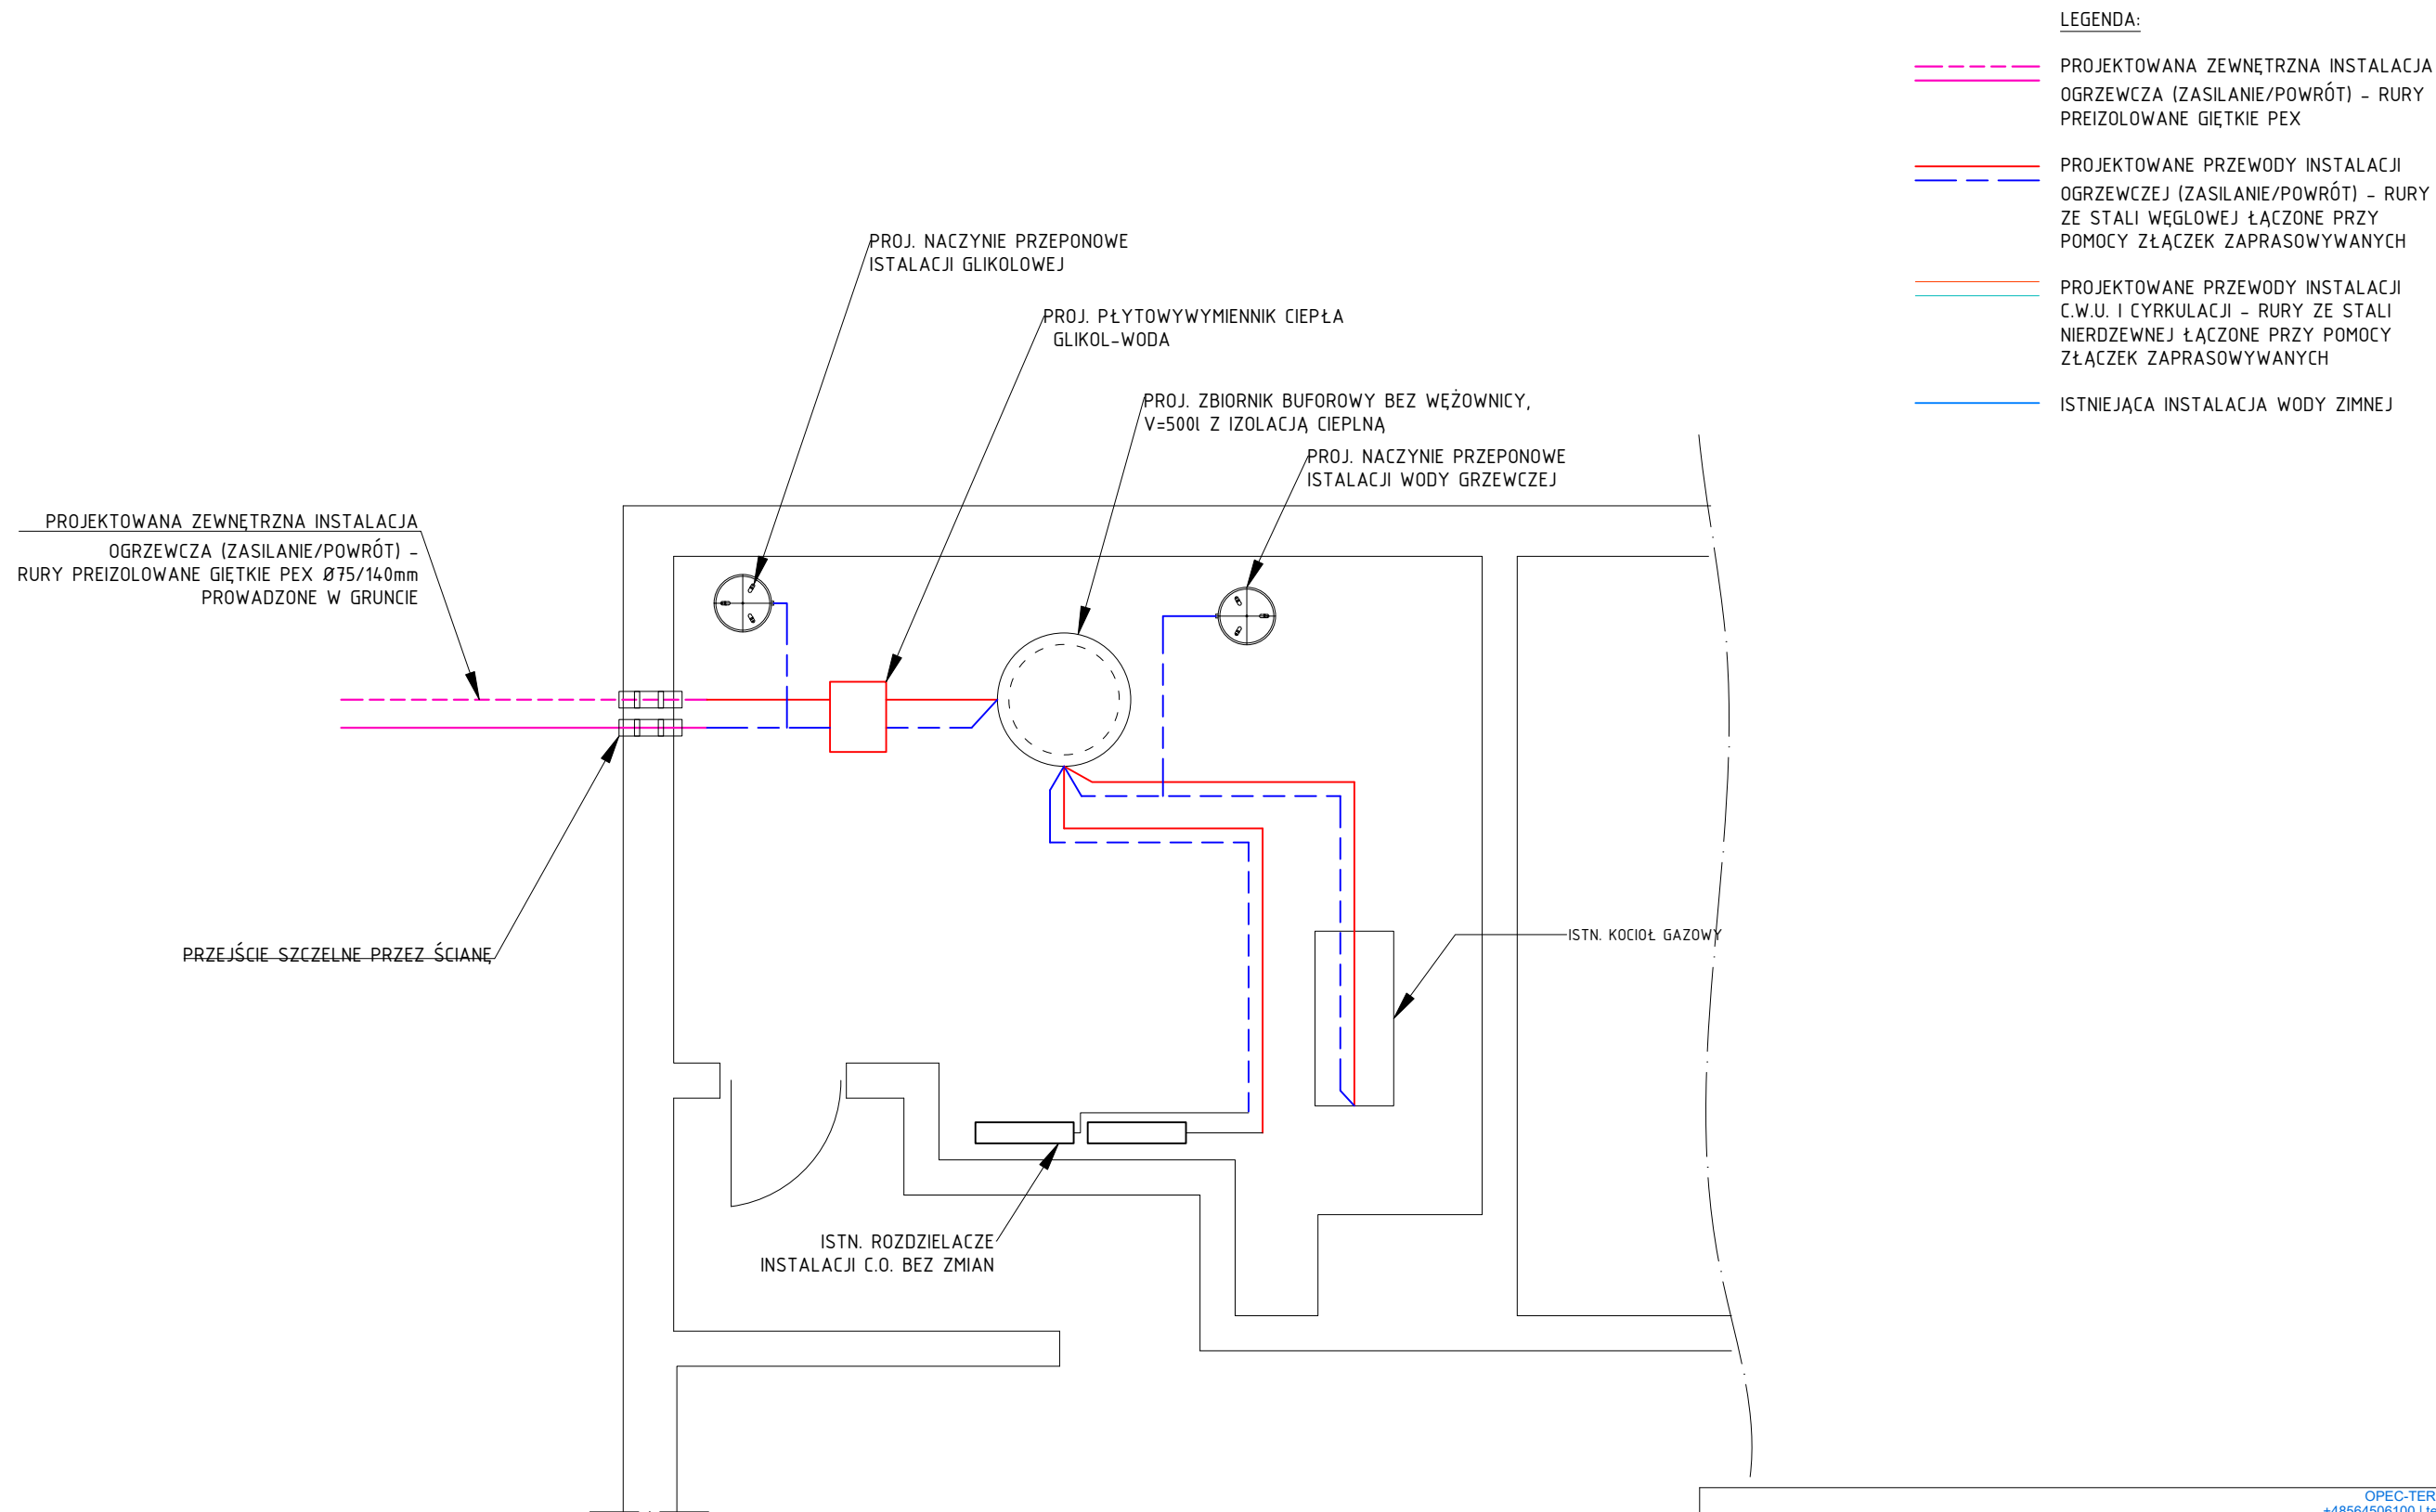 LEGENDA:
PROJEKTOWANA ZEWNĘTRZNA INSTALACJA
OGRZEWCZA (ZASILANIE/POWRÓT) - RURY
PREIZOLOWANE GIĘTKIE PEX
PROJEKTOWANE PRZEWODY INSTALACJI
OGRZEWCZEJ (ZASILANIE/POWRÓT) - RURY
ZE STALI WĘGLOWEJ ŁĄCZONE PRZY
POMOCY ZŁĄCZEK ZAPRASOWYWANYCH
PROJEKTOWANE PRZEWODY INSTALACJI
C.W.U. I CYRKULACJI - RURY ZE STALI
NIERDZEWNEJ ŁĄCZONE PRZY POMOCY
ZŁĄCZEK ZAPRASOWYWANYCH
ISTNIEJĄCA INSTALACJA WODY ZIMNEJ
PROJ. NACZYNIE PRZEPONOWE
ISTALACJI GLIKOLOWEJ
PROJ. PŁYTOWYWYMIENNIK CIEPŁA
GLIKOL-WODA
PROJ. ZBIORNIK BUFOROWY BEZ WĘŻOWNICY,
V=500l Z IZOLACJĄ CIEPLNĄ
PROJ. NACZYNIE PRZEPONOWE
ISTALACJI WODY GRZEWCZEJ
PROJEKTOWANA ZEWNĘTRZNA INSTALACJA
OGRZEWCZA (ZASILANIE/POWRÓT) -
RURY PREIZOLOWANE GIĘTKIE PEX Ø75/140mm
PROWADZONE W GRUNCIE
PRZEJŚCIE SZCZELNE PRZEZ ŚCIANĘ
ISTN. KOCIOŁ GAZOWY
ISTN. ROZDZIELACZE
INSTALACJI C.O. BEZ ZMIAN
OPEC-TER
+48564506100